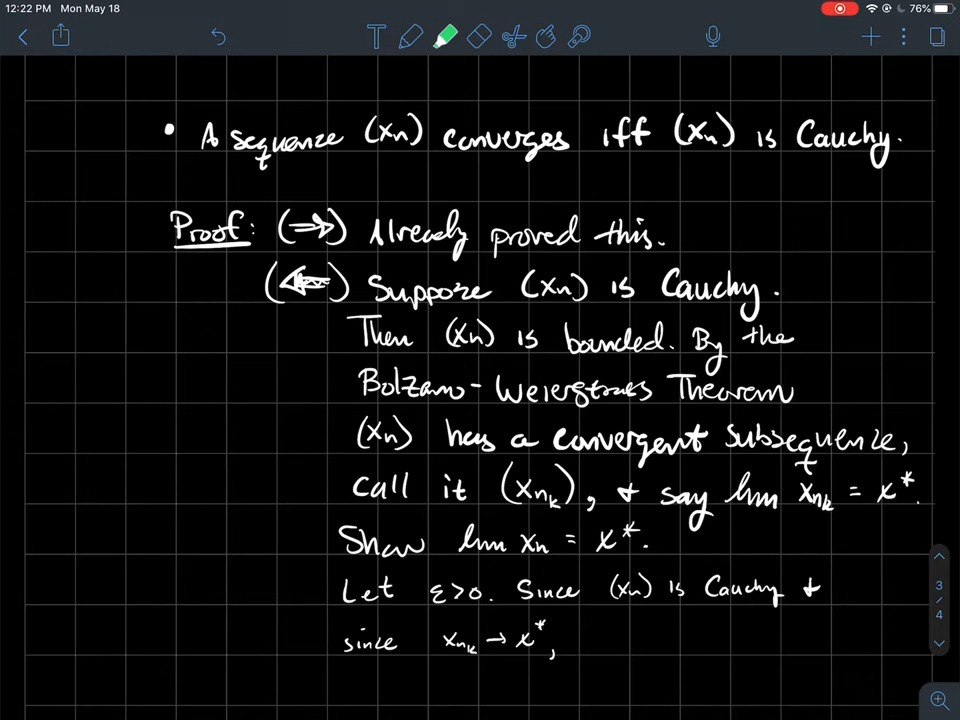 12:22 PM Mon May 18
76%
• A sequence (xn) converges iff (xn) is Cauchy.
Proof: (⇒) Already proved this.
(⇐) Suppose (xn) is Cauchy.
Then (xn) is bounded. By the
Bolzano-Weierstrass Theorem
(xn) has a convergent subsequence,
call it (xnₖ), & say lim xnₖ = x*.
Show lim xn = x*.
Let ε>0. Since (xn) is Cauchy &
since xnₖ → x*,
3
/
4